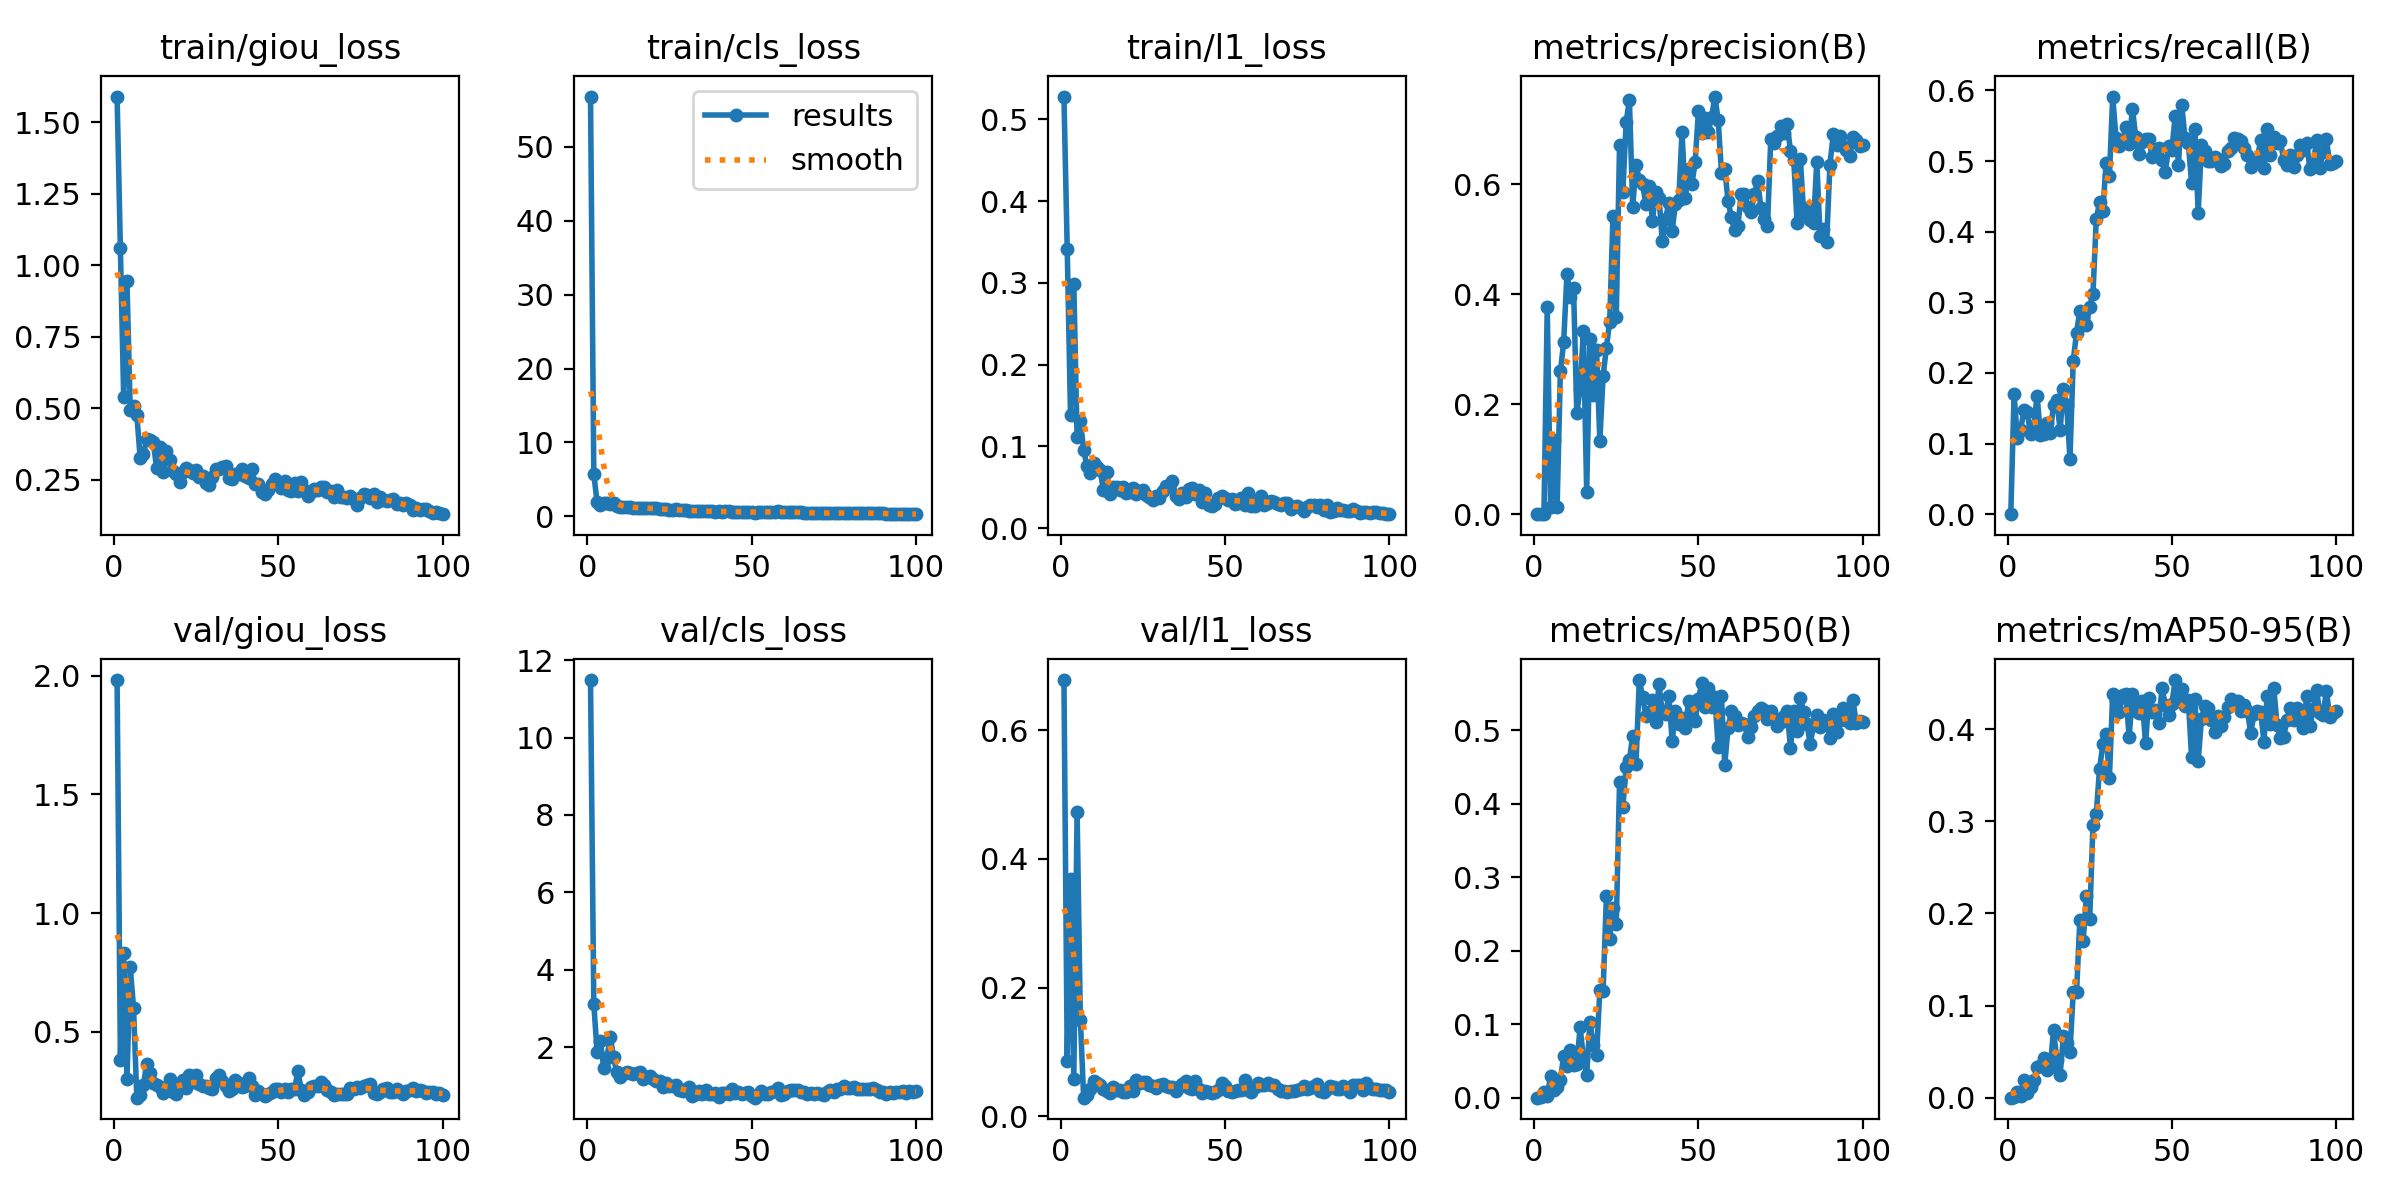 train/giou_loss
1.50
1.25
1.00
0.75
0.50
0.25
0 50 100
train/cls_loss
results
smooth
50
40
30
20
10
0
0 50 100
train/l1_loss
0.5
0.4
0.3
0.2
0.1
0.0
0 50 100
metrics/precision(B)
0.6
0.4
0.2
0.0
0 50 100
metrics/recall(B)
0.6
0.5
0.4
0.3
0.2
0.1
0.0
0 50 100
val/giou_loss
2.0
1.5
1.0
0.5
0 50 100
val/cls_loss
12
10
8
6
4
2
0 50 100
val/l1_loss
0.6
0.4
0.2
0.0
0 50 100
metrics/mAP50(B)
0.5
0.4
0.3
0.2
0.1
0.0
0 50 100
metrics/mAP50-95(B)
0.4
0.3
0.2
0.1
0.0
0 50 100